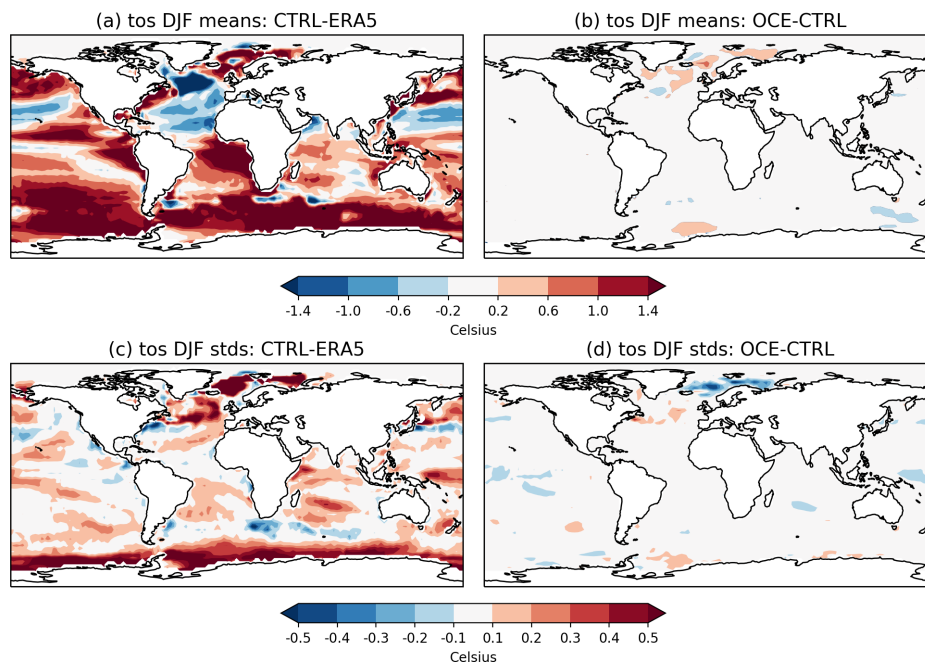 (a) tos DJF means: CTRL-ERA5
(b) tos DJF means: OCE-CTRL
-1.4 -1.0 -0.6 -0.2 0.2 0.6 1.0 1.4
Celsius
(c) tos DJF stds: CTRL-ERA5
(d) tos DJF stds: OCE-CTRL
-0.5 -0.4 -0.3 -0.2 -0.1 0.1 0.2 0.3 0.4 0.5
Celsius